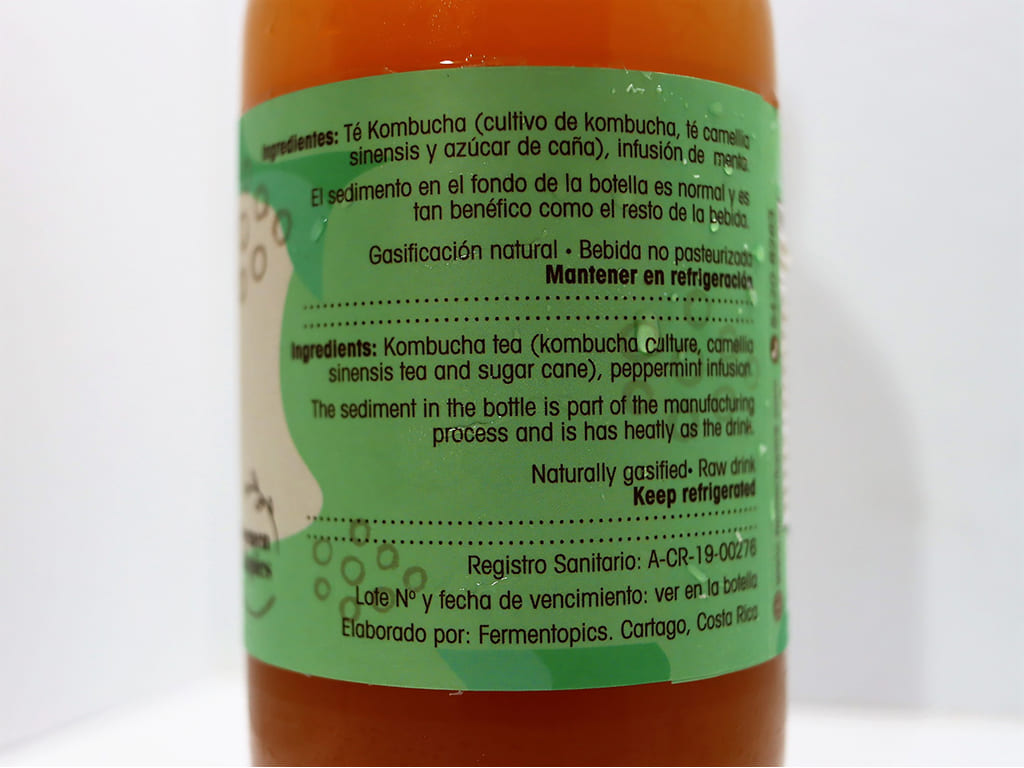 Ingredientes: Té Kombucha (cultivo de kombucha, té camellia
sinensis y azúcar de caña), infusión de menta.
El sedimento en el fondo de la botella es normal y es
tan benéfico como el resto de la bebida.
Gasificación natural • Bebida no pasteurizada
Mantener en refrigeración
Ingredients: Kombucha tea (kombucha culture, camellia
sinensis tea and sugar cane), peppermint infusion.
The sediment in the bottle is part of the manufacturing
process and is has heatly as the drink.
Naturally gasified• Raw drink
Keep refrigerated
Registro Sanitario: A-CR-19-00276
Lote Nº y fecha de vencimiento: ver en la botella
Elaborado por: Fermentopics. Cartago, Costa Rica